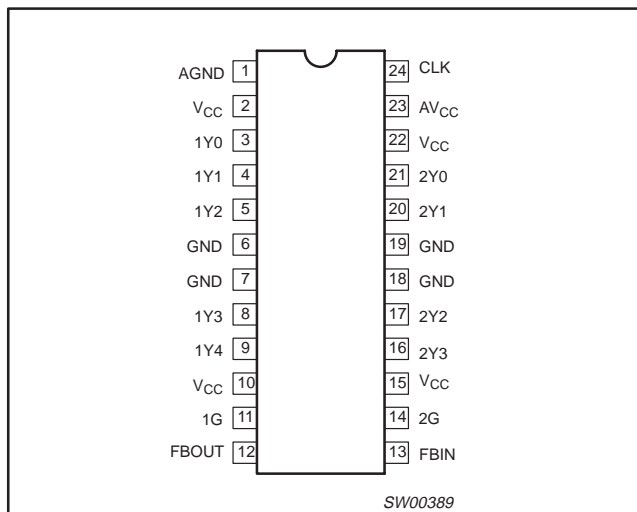 AGND 1 24 CLK
VCC 2 23 AVCC
1Y0 3 22 VCC
1Y1 4 21 2Y0
1Y2 5 20 2Y1
GND 6 19 GND
GND 7 18 GND
1Y3 8 17 2Y2
1Y4 9 16 2Y3
VCC 10 15 VCC
1G 11 14 2G
FBOUT 12 13 FBIN
SW00389